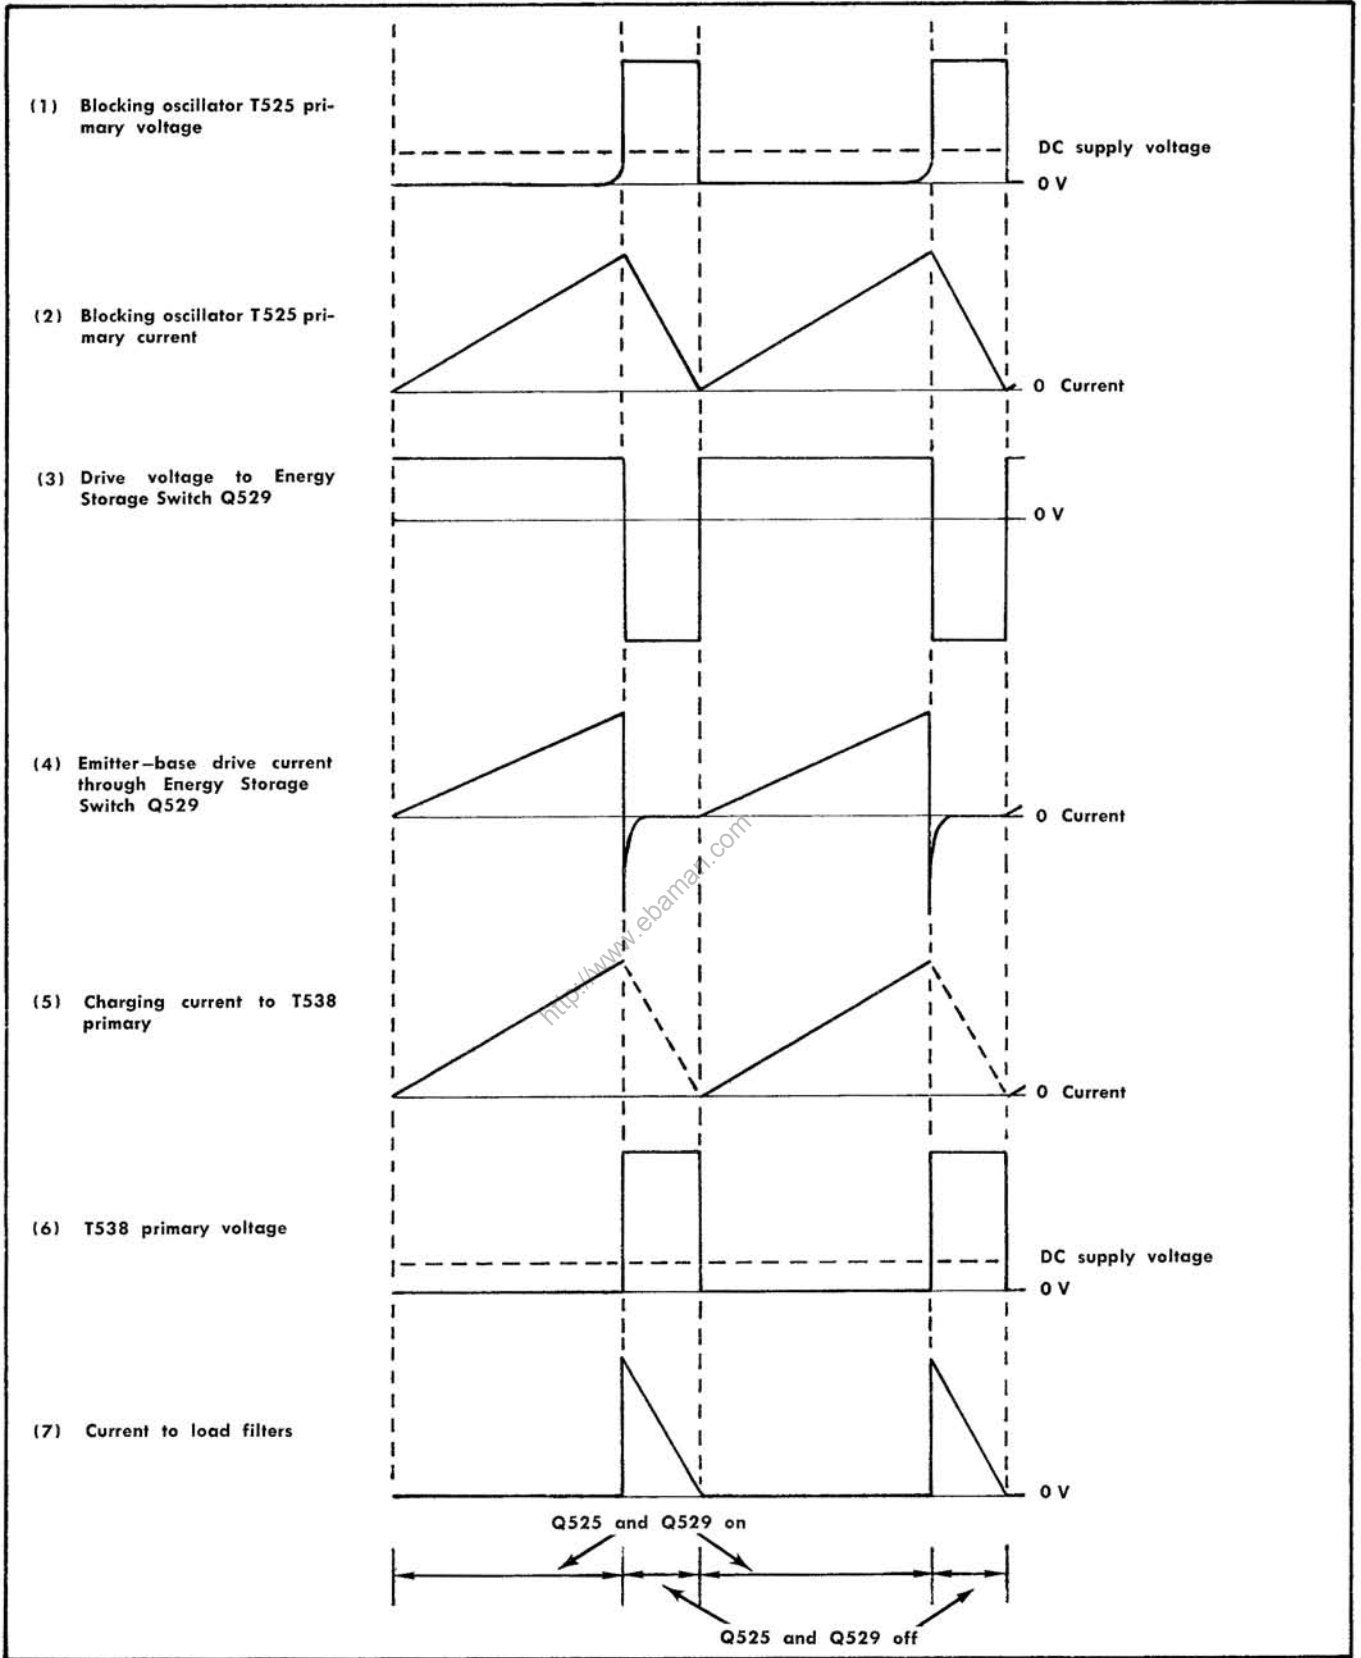 (1) Blocking oscillator T525 pri-
mary voltage
DC supply voltage
0 V
(2) Blocking oscillator T525 pri-
mary current
0 Current
(3) Drive voltage to Energy
Storage Switch Q529
0 V
(4) Emitter-base drive current
through Energy Storage
Switch Q529
0 Current
http://www.ebaman.com
(5) Charging current to T538
primary
0 Current
(6) T538 primary voltage
DC supply voltage
0 V
(7) Current to load filters
0 V
Q525 and Q529 on
Q525 and Q529 off